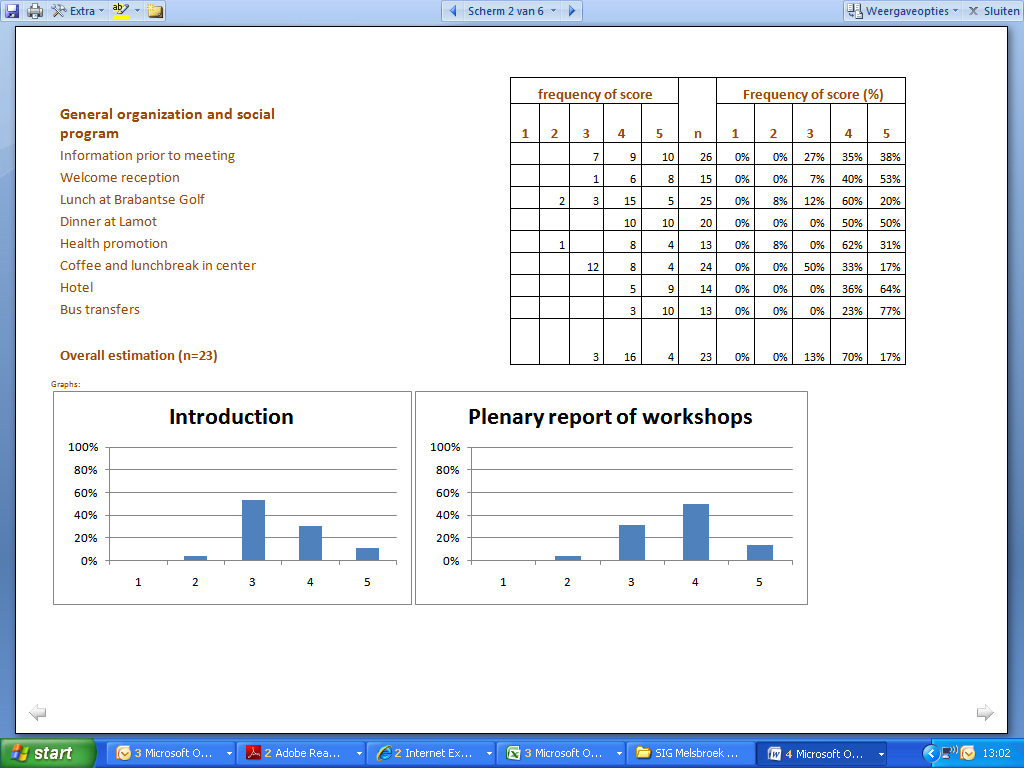 Extra
Scherm 2 van 6
Weergaveopties
Sluiten
frequency of score
Frequency of score (%)
General organization and social
program
1 2 3 4 5 n 1 2 3 4 5
Information prior to meeting 7 9 10 26 0% 0% 27% 35% 38%
Welcome reception 1 6 8 15 0% 0% 7% 40% 53%
Lunch at Brabantse Golf 2 3 15 5 25 0% 8% 12% 60% 20%
Dinner at Lamot 10 10 20 0% 0% 0% 50% 50%
Health promotion 1 8 4 13 0% 8% 0% 62% 31%
Coffee and lunchbreak in center 12 8 4 24 0% 0% 50% 33% 17%
Hotel 5 9 14 0% 0% 0% 36% 64%
Bus transfers 3 10 13 0% 0% 0% 23% 77%
Overall estimation (n=23) 3 16 4 23 0% 0% 13% 70% 17%
Graphs:
Introduction
100%
80%
60%
40%
20%
0%
1 2 3 4 5
Plenary report of workshops
100%
80%
60%
40%
20%
0%
1 2 3 4 5
start
3 Microsoft O...
2 Adobe Rea...
2 Internet Ex...
3 Microsoft O...
SIG Melsbroek ...
4 Microsoft O...
13:02